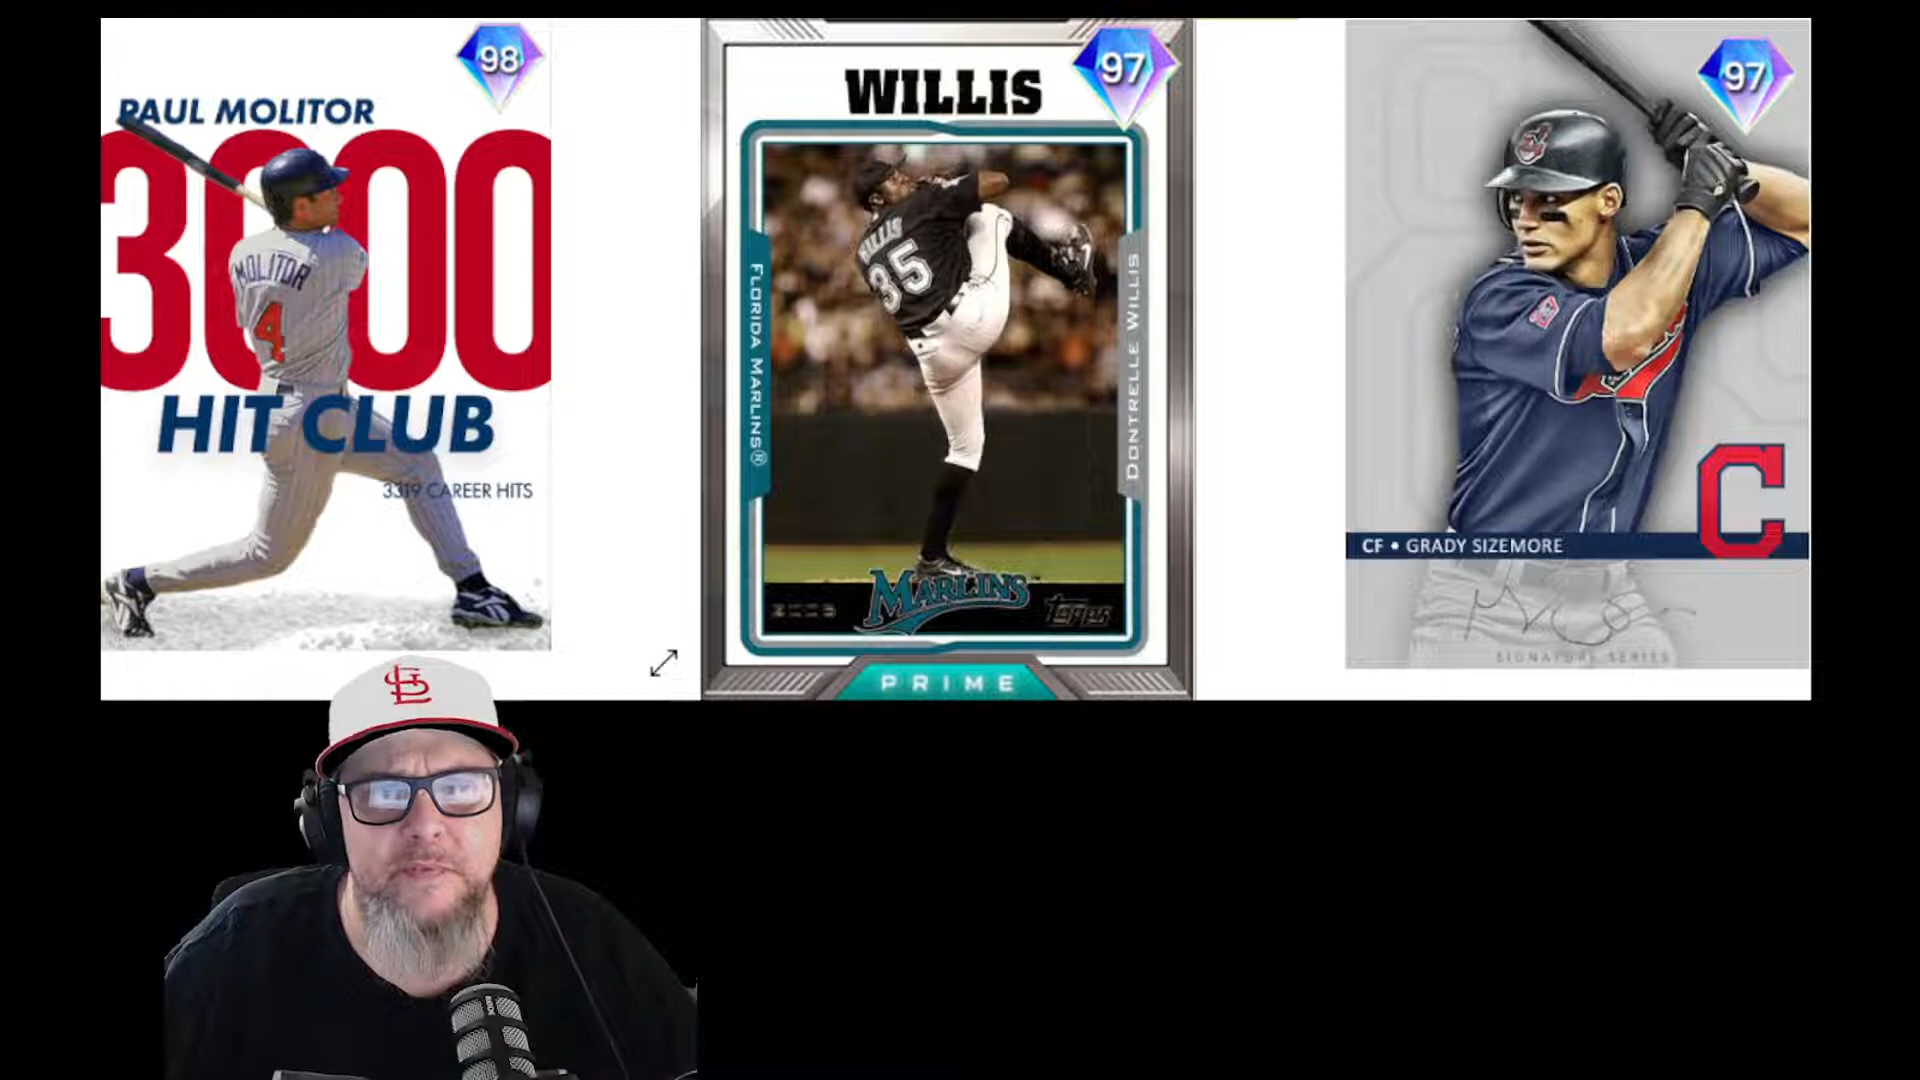 98
PAUL MOLITOR
3000
MOLITOR
4
HIT CLUB
3319 CAREER HITS
WILLIS
97
WILLIS
35
FLORIDA MARLINS®
DONTRELLE WILLIS
MARLINS
Topps
PRIME
97
C
CF • GRADY SIZEMORE
SIGNATURE SERIES
STL